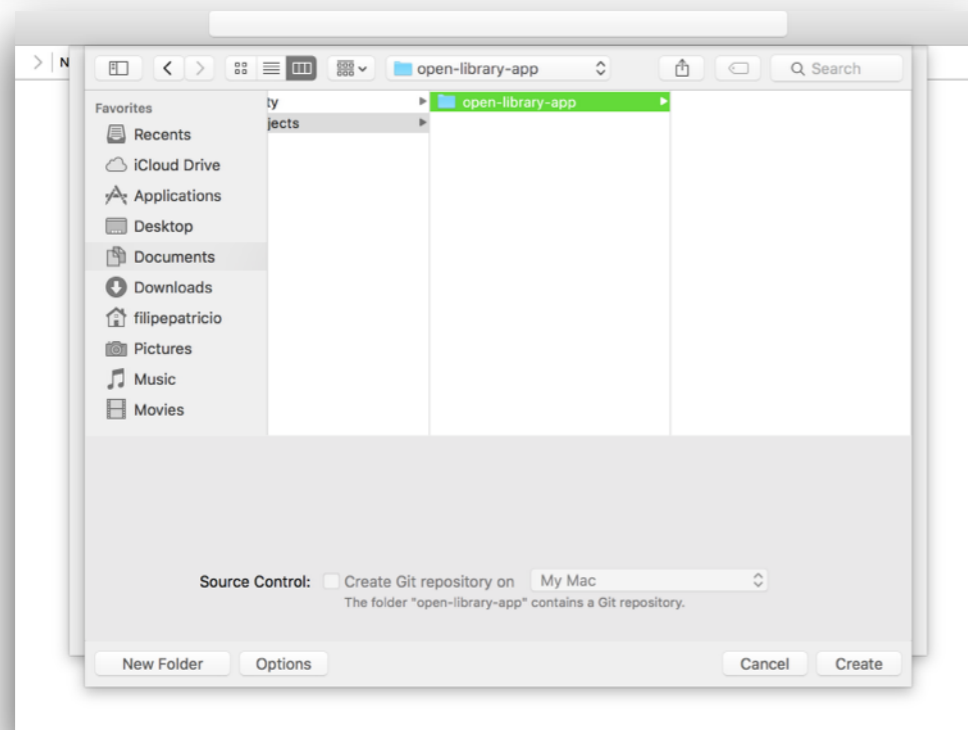 N
open-library-app
Search
Favorites
Recents
iCloud Drive
Applications
Desktop
Documents
Downloads
filipepatricio
Pictures
Music
Movies
ty
jects
open-library-app
Source Control: Create Git repository on My Mac
The folder "open-library-app" contains a Git repository.
New Folder Options Cancel Create